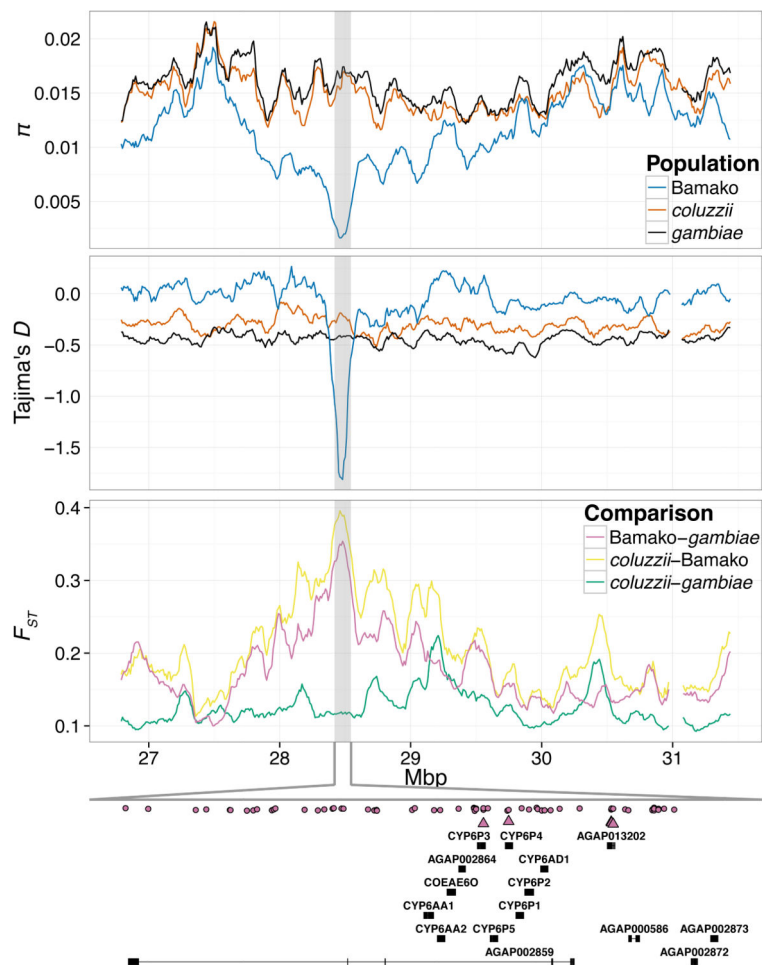 0.02
0.015
0.01
0.005
π
Population
Bamako
coluzzii
gambiae
0.0
−0.5
−1.0
−1.5
Tajima's D
0.4
0.3
0.2
0.1
FST
Comparison
Bamako−gambiae
coluzzii−Bamako
coluzzii−gambiae
27 28 29 30 31
Mbp
CYP6P3 CYP6P4 AGAP013202
AGAP002864 CYP6AD1
COEAE6O CYP6P2
CYP6AA1 CYP6P1
CYP6AA2 CYP6P5 AGAP000586 AGAP002873
AGAP002859 AGAP002872